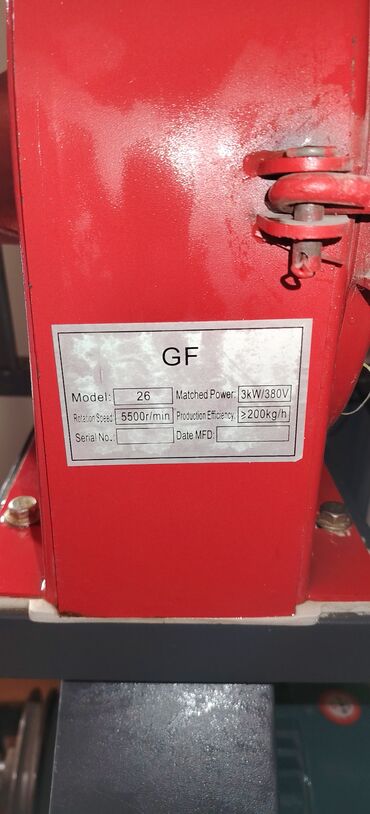 GF
Model: 26 Matched Power: 3kW/380V
Rotation Speed: 5500r/min Production Efficiency: ≥200kg/h
Serial No.: Date MFD: